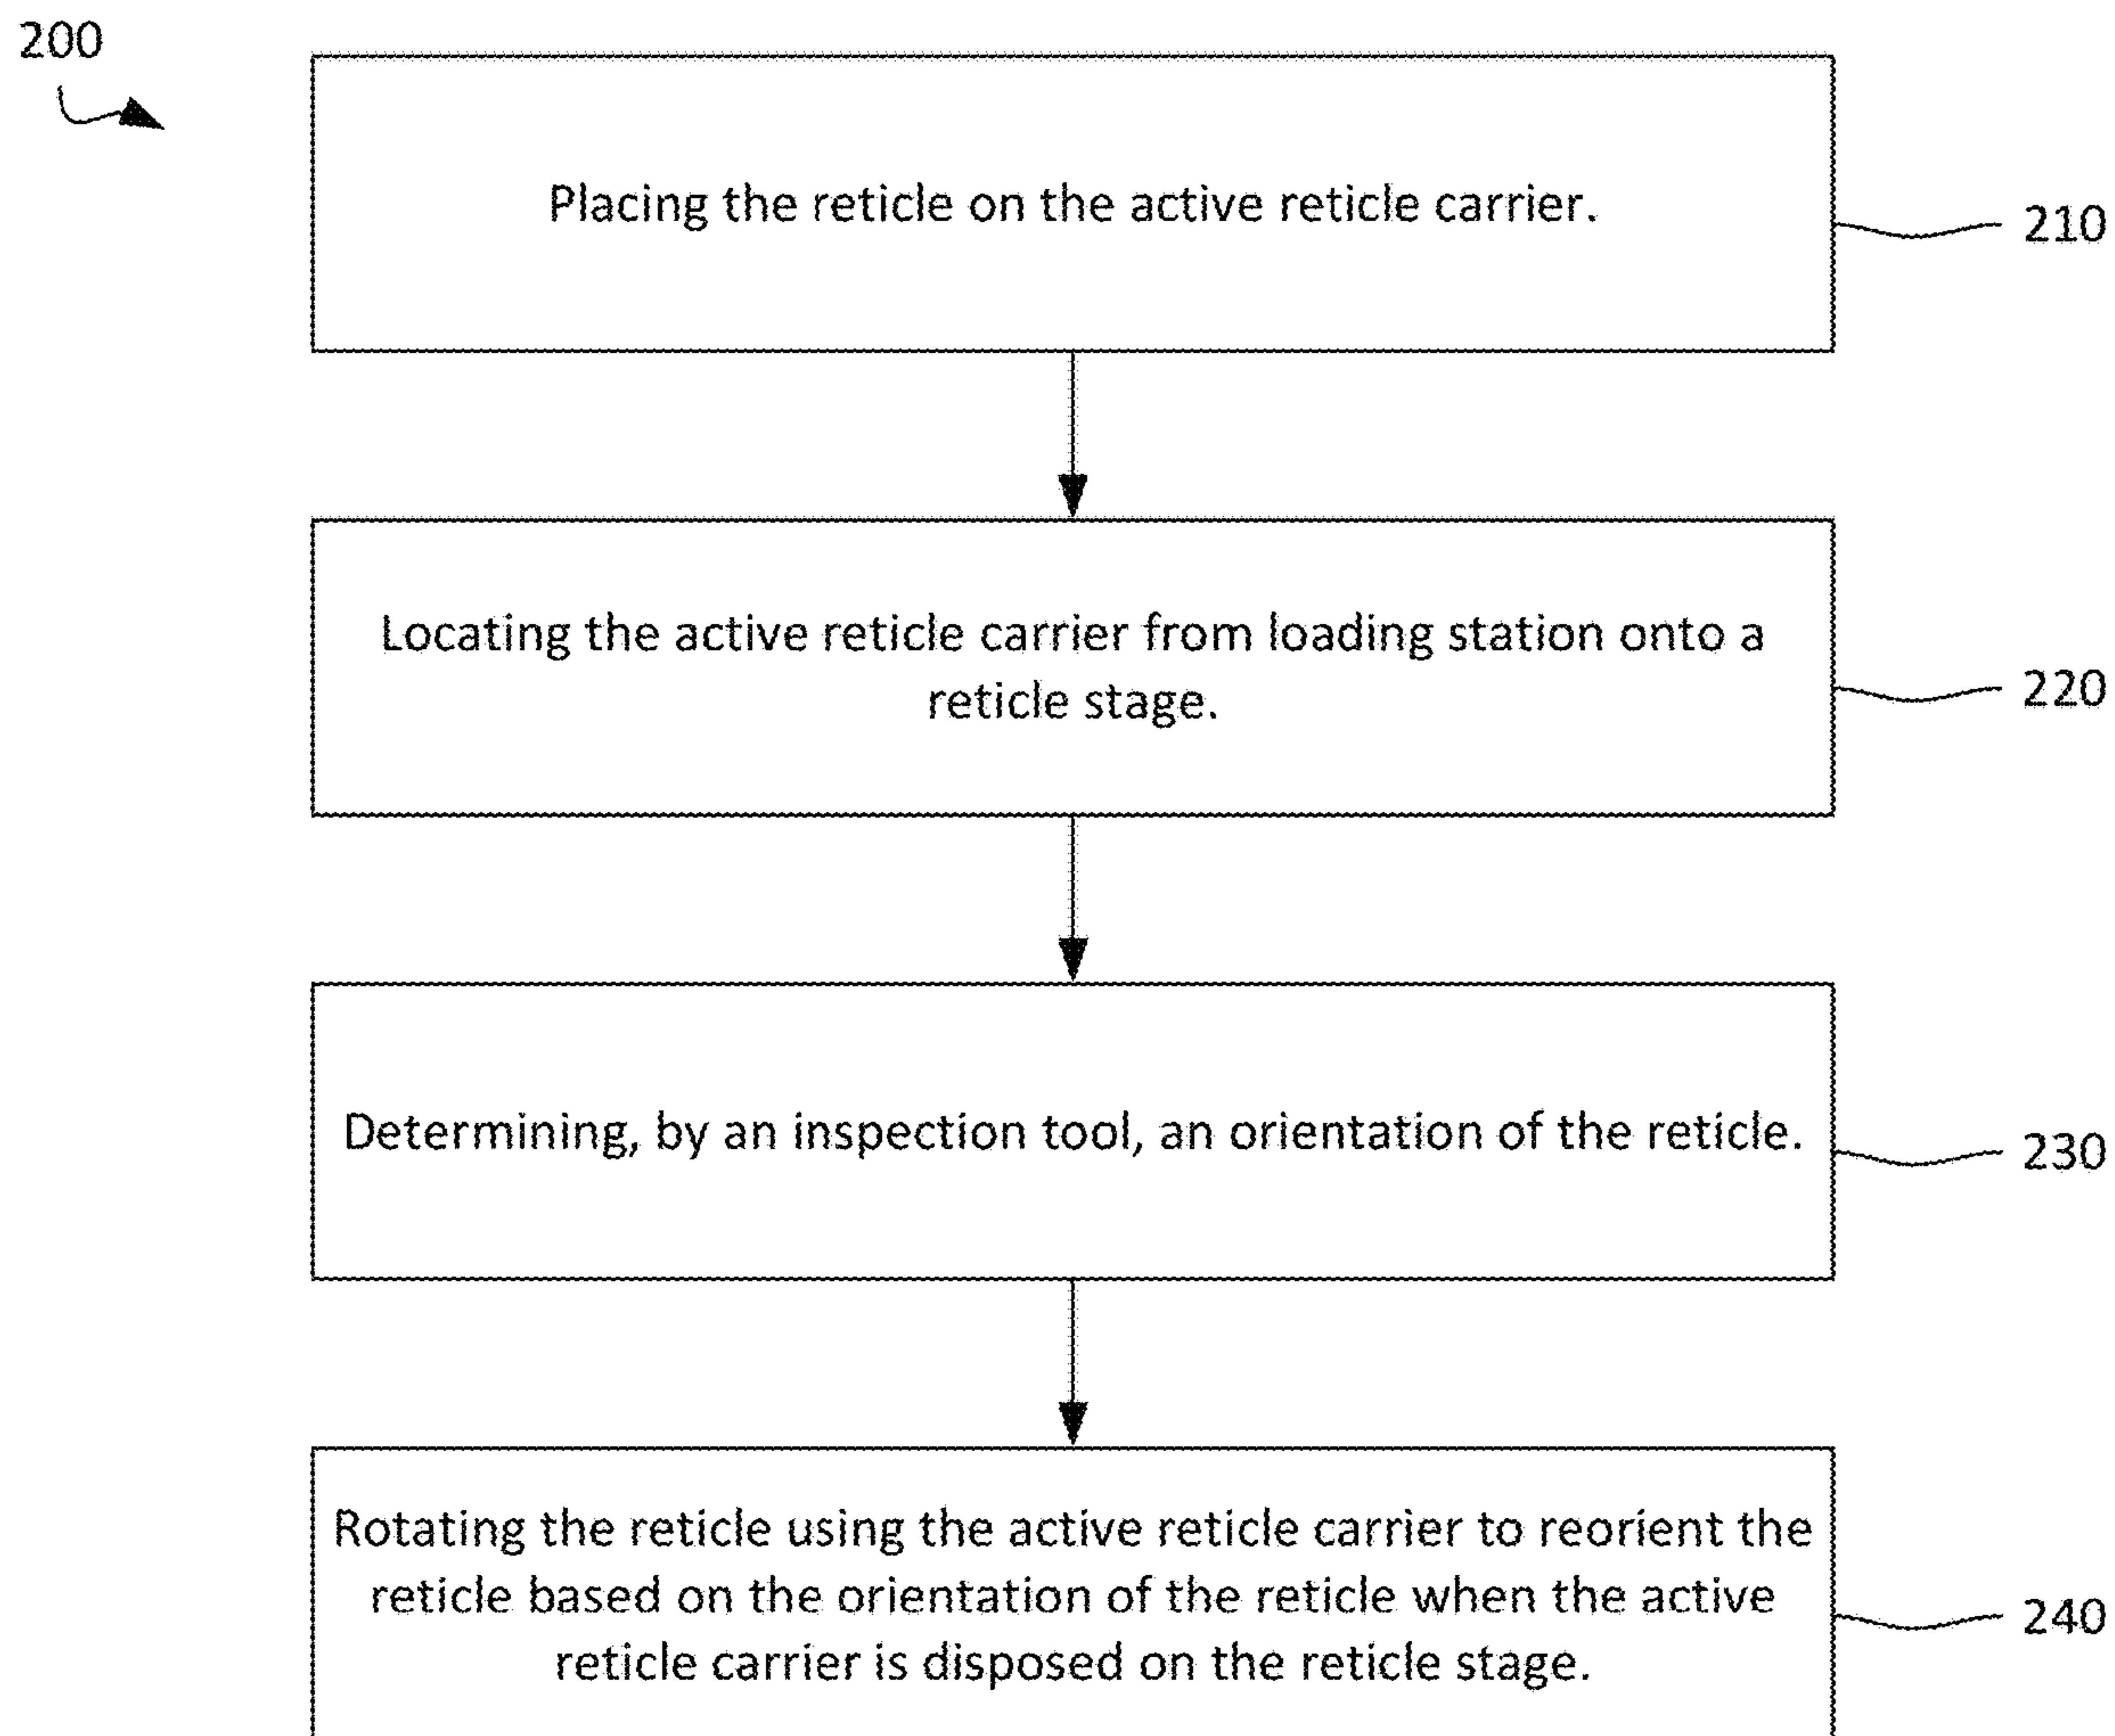 200
Placing the reticle on the active reticle carrier.
210
Locating the active reticle carrier from loading station onto a
reticle stage.
220
Determining, by an inspection tool, an orientation of the reticle.
230
Rotating the reticle using the active reticle carrier to reorient the
reticle based on the orientation of the reticle when the active
reticle carrier is disposed on the reticle stage.
240